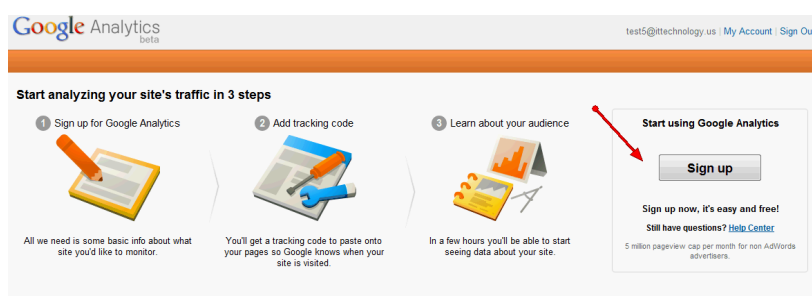 Google Analytics
beta
test5@ittechnology.us | My Account | Sign Ou
Start analyzing your site's traffic in 3 steps
1 Sign up for Google Analytics
All we need is some basic info about what
site you'd like to monitor.
2 Add tracking code
You'll get a tracking code to paste onto
your pages so Google knows when your
site is visited.
3 Learn about your audience
In a few hours you'll be able to start
seeing data about your site.
Start using Google Analytics
Sign up
Sign up now, it's easy and free!
Still have questions? Help Center
5 million pageview cap per month for non AdWords
advertisers.